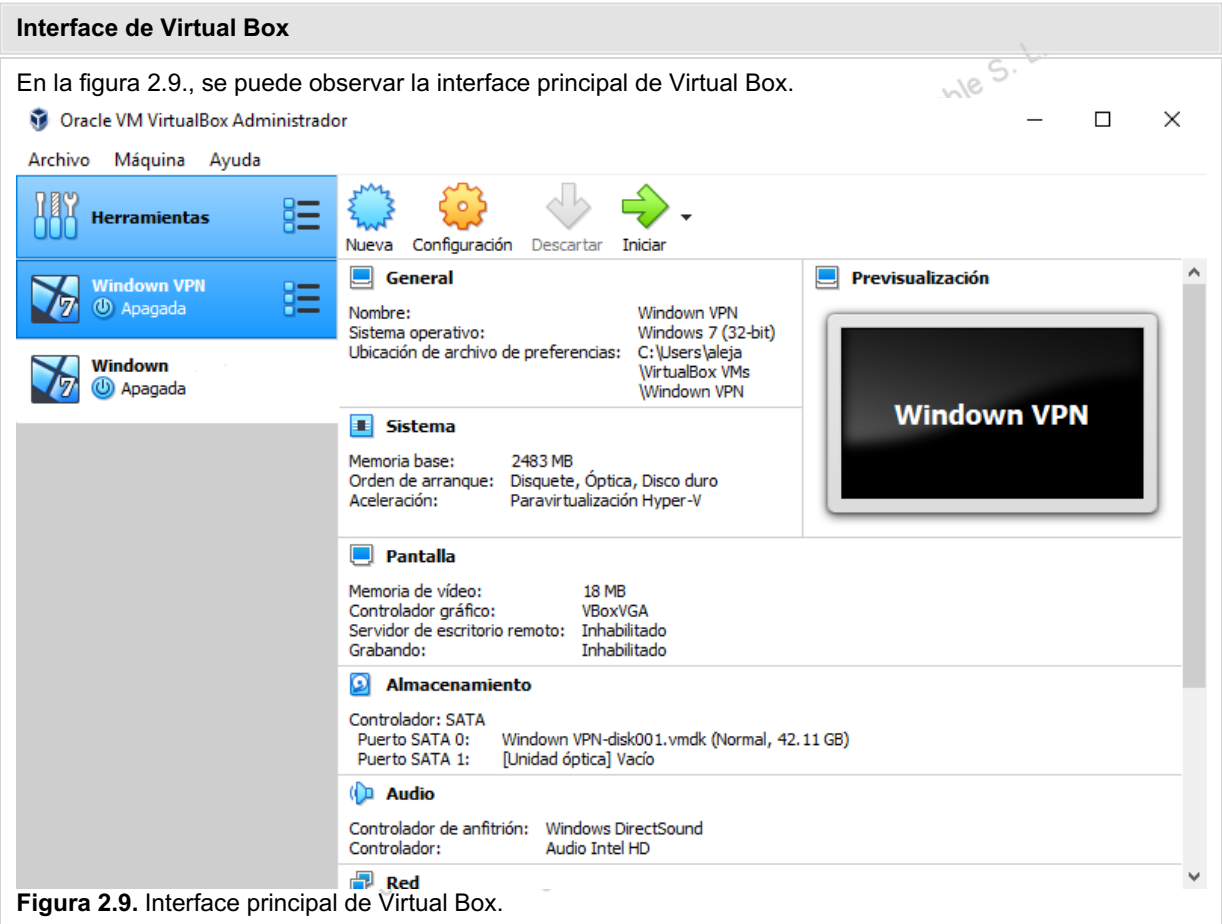 Interface de Virtual Box
En la figura 2.9., se puede observar la interface principal de Virtual Box.
Oracle VM VirtualBox Administrador
Archivo Máquina Ayuda
Herramientas
Nueva Configuración Descartar Iniciar
Windown VPN
Apagada
Windown
Apagada
General
Nombre: Windown VPN
Sistema operativo: Windows 7 (32-bit)
Ubicación de archivo de preferencias: C:\Users\aleja
\VirtualBox VMs
\Windown VPN
Previsualización
Windown VPN
Sistema
Memoria base: 2483 MB
Orden de arranque: Disquete, Óptica, Disco duro
Aceleración: Paravirtualización Hyper-V
Pantalla
Memoria de vídeo: 18 MB
Controlador gráfico: VBoxVGA
Servidor de escritorio remoto: Inhabilitado
Grabando: Inhabilitado
Almacenamiento
Controlador: SATA
Puerto SATA 0: Windown VPN-disk001.vmdk (Normal, 42.11 GB)
Puerto SATA 1: [Unidad óptica] Vacío
Audio
Controlador de anfitrión: Windows DirectSound
Controlador: Audio Intel HD
Red
Figura 2.9. Interface principal de Virtual Box.